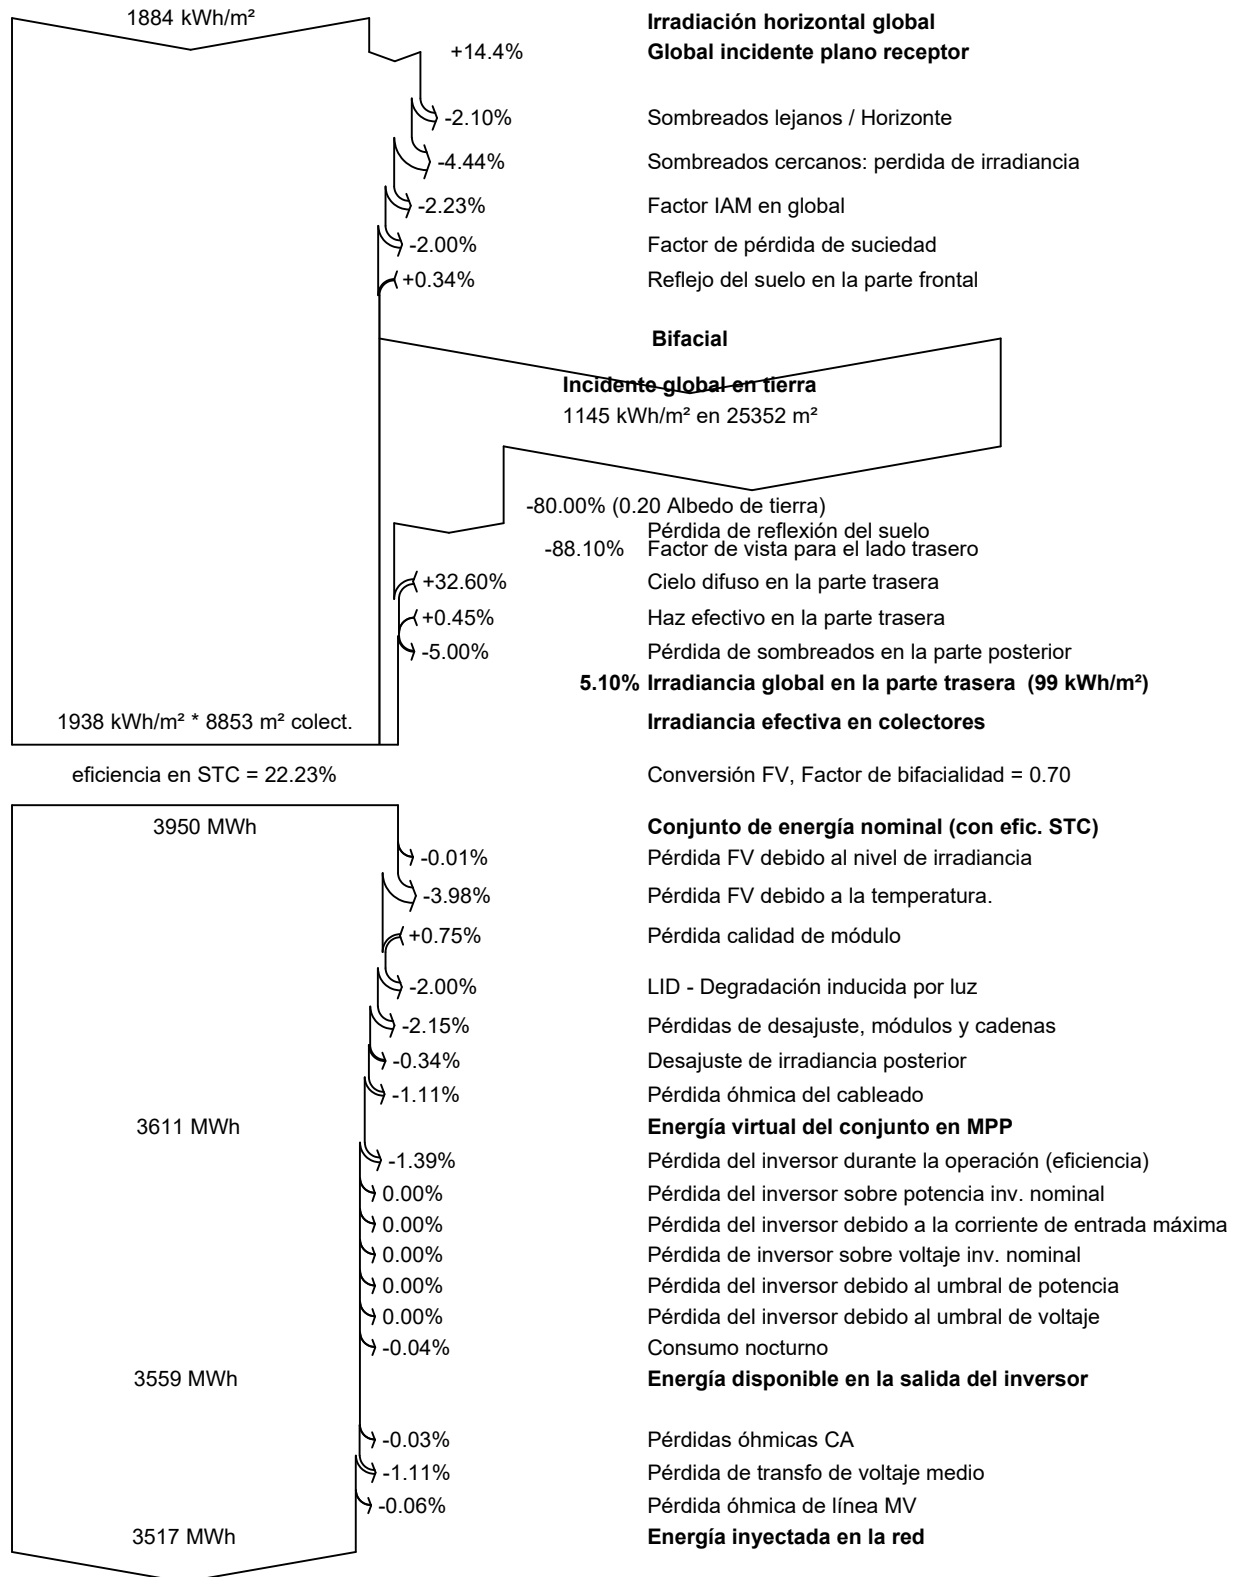 1884 kWh/m²
Irradiación horizontal global
+14.4%
Global incidente plano receptor
-2.10%
Sombreados lejanos / Horizonte
-4.44%
Sombreados cercanos: perdida de irradiancia
-2.23%
Factor IAM en global
-2.00%
Factor de pérdida de suciedad
+0.34%
Reflejo del suelo en la parte frontal
Bifacial
Incidente global en tierra
1145 kWh/m² en 25352 m²
-80.00% (0.20 Albedo de tierra)
Pérdida de reflexión del suelo
-88.10%
Factor de vista para el lado trasero
+32.60%
Cielo difuso en la parte trasera
+0.45%
Haz efectivo en la parte trasera
-5.00%
Pérdida de sombreados en la parte posterior
5.10% Irradiancia global en la parte trasera (99 kWh/m²)
1938 kWh/m² * 8853 m² colect.
Irradiancia efectiva en colectores
eficiencia en STC = 22.23%
Conversión FV, Factor de bifacialidad = 0.70
3950 MWh
Conjunto de energía nominal (con efic. STC)
-0.01%
Pérdida FV debido al nivel de irradiancia
-3.98%
Pérdida FV debido a la temperatura.
+0.75%
Pérdida calidad de módulo
-2.00%
LID - Degradación inducida por luz
-2.15%
Pérdidas de desajuste, módulos y cadenas
-0.34%
Desajuste de irradiancia posterior
-1.11%
Pérdida óhmica del cableado
3611 MWh
Energía virtual del conjunto en MPP
-1.39%
Pérdida del inversor durante la operación (eficiencia)
0.00%
Pérdida del inversor sobre potencia inv. nominal
0.00%
Pérdida del inversor debido a la corriente de entrada máxima
0.00%
Pérdida de inversor sobre voltaje inv. nominal
0.00%
Pérdida del inversor debido al umbral de potencia
0.00%
Pérdida del inversor debido al umbral de voltaje
-0.04%
Consumo nocturno
3559 MWh
Energía disponible en la salida del inversor
-0.03%
Pérdidas óhmicas CA
-1.11%
Pérdida de transfo de voltaje medio
-0.06%
Pérdida óhmica de línea MV
3517 MWh
Energía inyectada en la red